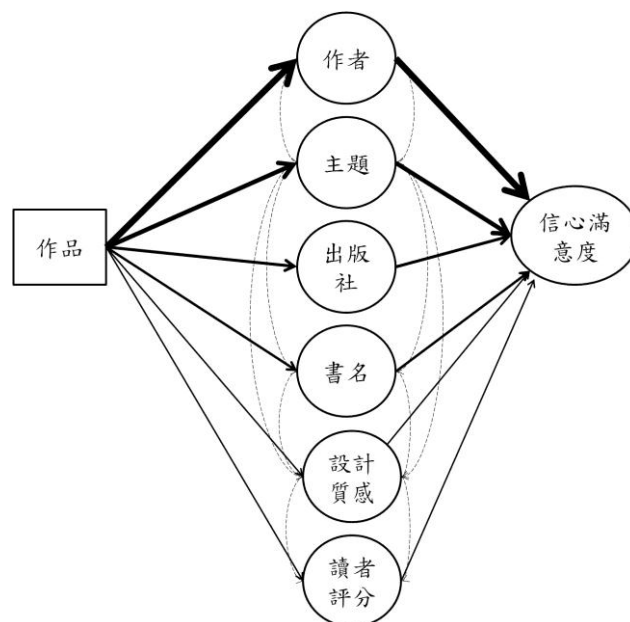 作者
主題
作品
信心滿
意度
出版
社
書名
設計
質感
讀者
評分